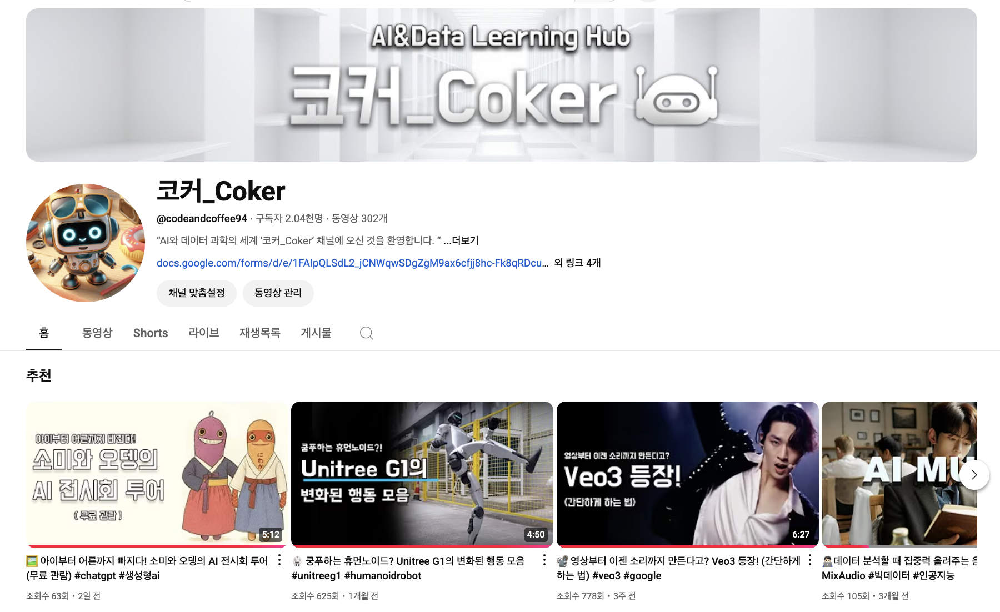 AI&Data Learning Hub
코커_Coker
코커_Coker
@codeandcoffee94 · 구독자 2.04천명 · 동영상 302개
“AI와 데이터 과학의 세계 ‘코커_Coker’ 채널에 오신 것을 환영합니다. “ ...더보기
docs.google.com/forms/d/e/1FAIpQLSdL2_jCNWqwSDgZgM9ax6cfjj8hc-Fk8qRDcu... 외 링크 4개
채널 맞춤설정 동영상 관리
홈 동영상 Shorts 라이브 재생목록 게시물
추천
아이부터 어른까지 빠진다!
소미와 오뎅의
AI 전시회 투어
( 무료 관람 )
にわか
5:12
쿵푸하는 휴먼노이드?!
Unitree G1의
변화된 행동 모음
4:50
영상부터 이젠 소리까지 만든다고?
Veo3 등장!
(간단하게 하는 법)
6:27
AI MU
아이부터 어른까지 빠지다! 소미와 오뎅의 AI 전시회 투어
(무료 관람) #chatgpt #생성형ai
조회수 63회 • 2일 전
쿵푸하는 휴먼노이드? Unitree G1의 변화된 행동 모음
#unitreeg1 #humanoidrobot
조회수 625회 • 1개월 전
영상부터 이젠 소리까지 만든다고? Veo3 등장! (간단하게
하는 법) #veo3 #google
조회수 778회 • 3주 전
데이터 분석할 때 집중력 올려주는
MixAudio #빅데이터 #인공지능
조회수 105회 • 3개월 전